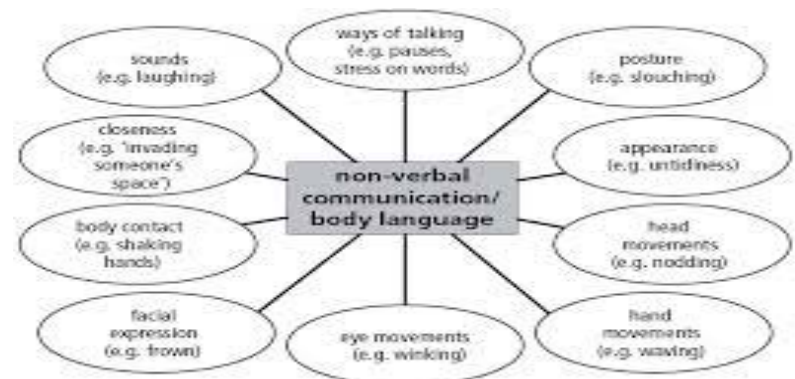 ways of talking
(e.g. pauses,
stress on words)
sounds
(e.g. laughing)
posture
(e.g. slouching)
closeness
(e.g. 'invading
someone's
space')
appearance
(e.g. untidiness)
non-verbal
communication/
body language
body contact
(e.g. shaking
hands)
head
movements
(e.g. nodding)
facial
expression
(e.g. frown)
eye movements
(e.g. winking)
hand
movements
(e.g. waving)